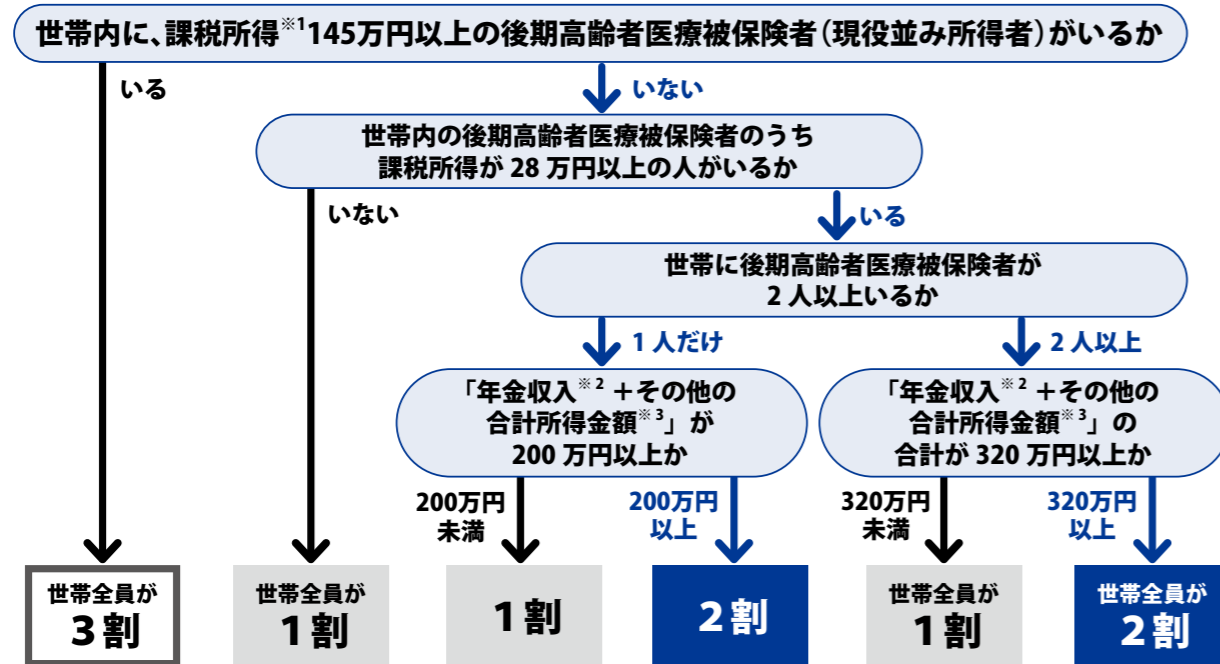 世帯内に、課税所得※1145万円以上の後期高齢者医療被保険者(現役並み所得者)がいるか
いる
いない
世帯内の後期高齢者医療被保険者のうち
課税所得が 28 万円以上の人がいるか
いない
いる
世帯に後期高齢者医療被保険者が
2 人以上いるか
1 人だけ
2 人以上
「年金収入※2 +その他の
合計所得金額※3」が
200 万円以上か
「年金収入※2 +その他の
合計所得金額※3」の
合計が 320 万円以上か
200万円
未満
200万円
以上
320万円
未満
320万円
以上
世帯全員が
3割
世帯全員が
1割
1割
2割
世帯全員が
1割
世帯全員が
2割